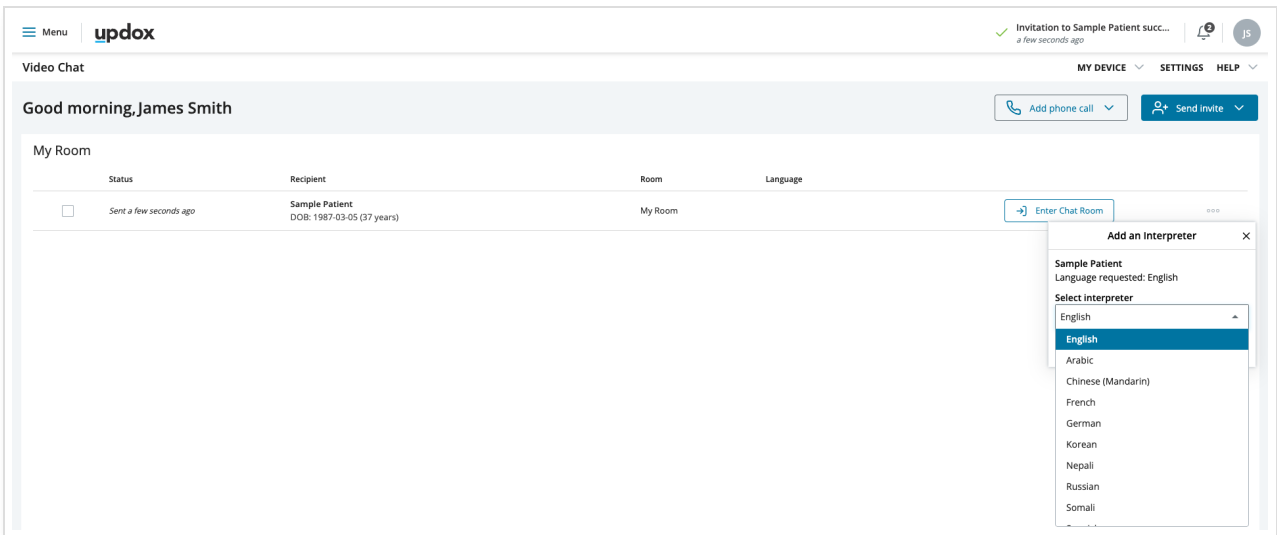 Menu
updox
Invitation to Sample Patient succ...
a few seconds ago
2
JS
Video Chat
MY DEVICE
SETTINGS
HELP
Good morning, James Smith
Add phone call
Send invite
My Room
Status
Recipient
Room
Language
Sent a few seconds ago
Sample Patient
DOB: 1987-03-05 (37 years)
My Room
Enter Chat Room
Add an Interpreter
Sample Patient
Language requested: English
Select interpreter
English
English
Arabic
Chinese (Mandarin)
French
German
Korean
Nepali
Russian
Somali